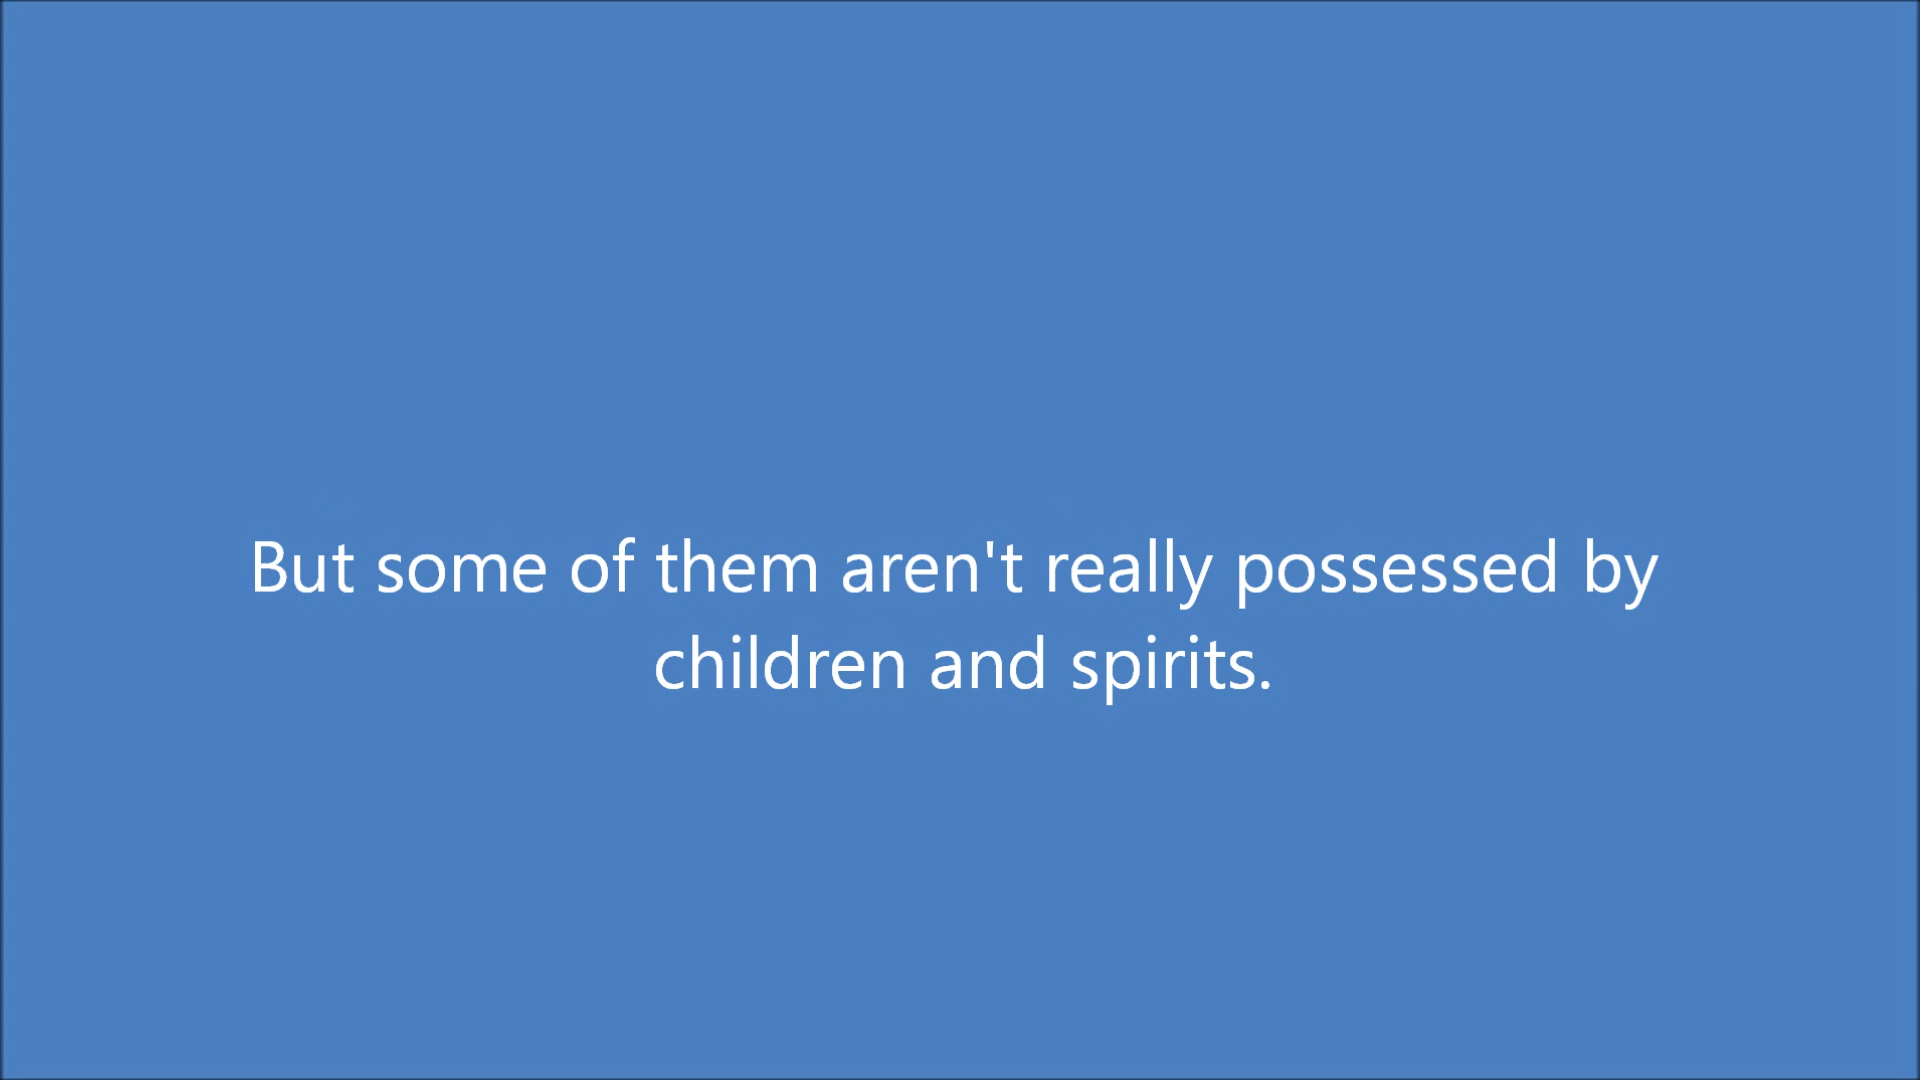 But some of them aren't really possessed by
children and spirits.